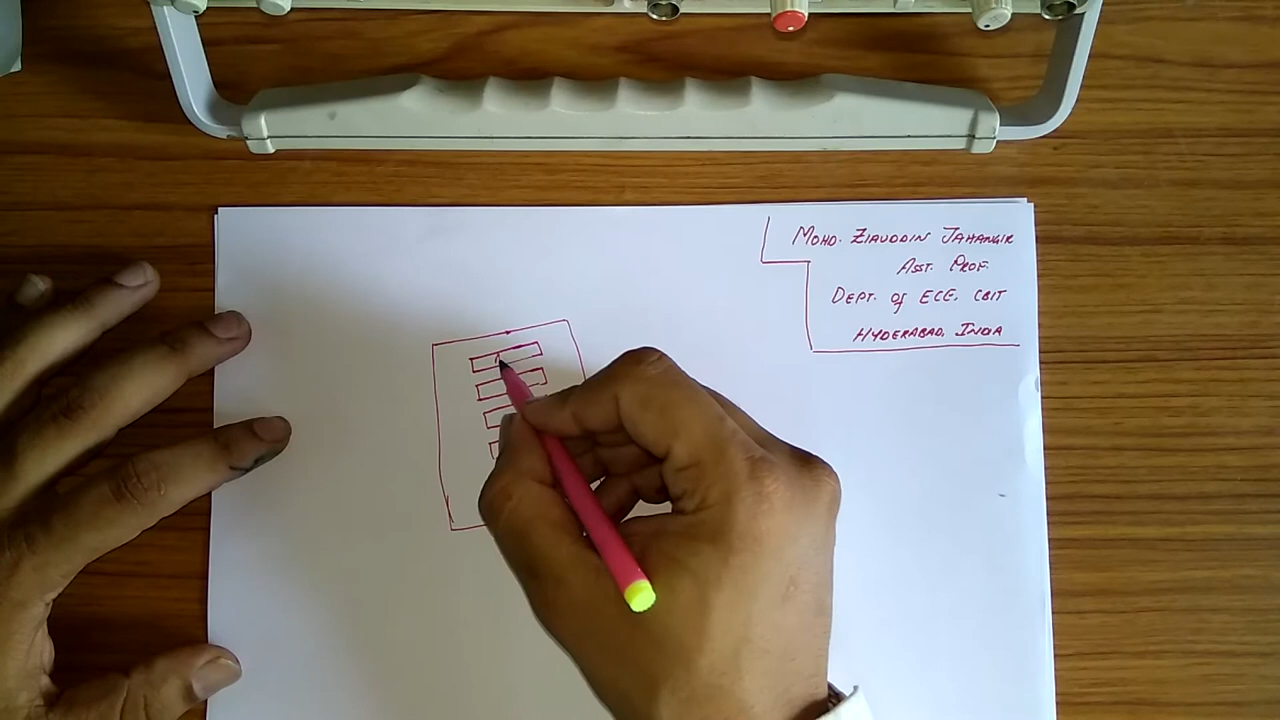 MOHD. ZIAUDDIN JAHANGIR
ASST. PROF.
DEPT. of ECE, CBIT
HYDERABAD, INDIA